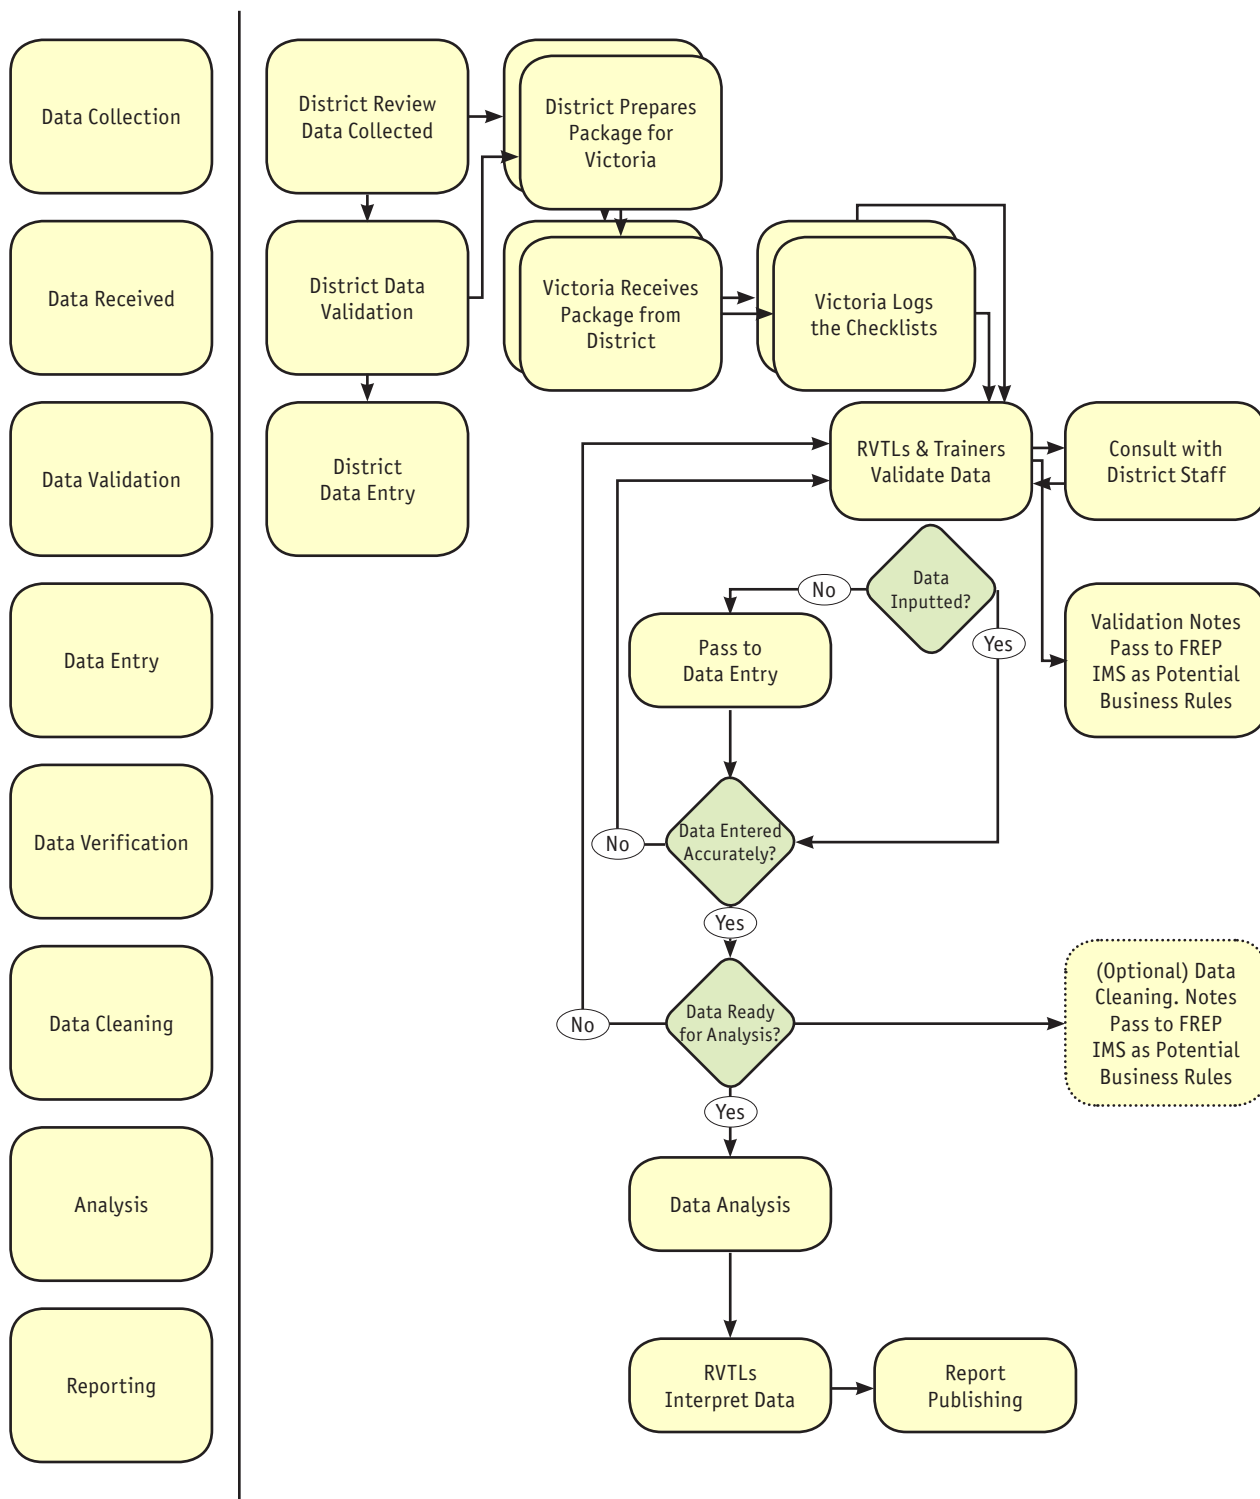 Data Collection
Data Received
Data Validation
Data Entry
Data Verification
Data Cleaning
Analysis
Reporting
District Review
Data Collected
District Prepares
Package for
Victoria
District Data
Validation
Victoria Receives
Package from
District
Victoria Logs
the Checklists
District
Data Entry
RVTLs & Trainers
Validate Data
Consult with
District Staff
Data
Inputted?
No
Yes
Pass to
Data Entry
Validation Notes
Pass to FREP
IMS as Potential
Business Rules
Data Entered
Accurately?
No
Yes
Data Ready
for Analysis?
No
Yes
(Optional) Data
Cleaning. Notes
Pass to FREP
IMS as Potential
Business Rules
Data Analysis
RVTLs
Interpret Data
Report
Publishing